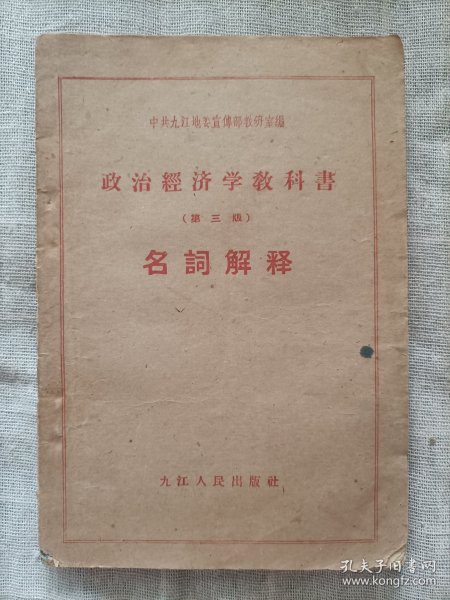 中共九江地委宣傳部教硏室編
政治經济学敎科書
(第三版)
名詞解释
九江人民出版社
孔夫子旧书网
www.kongfz.com